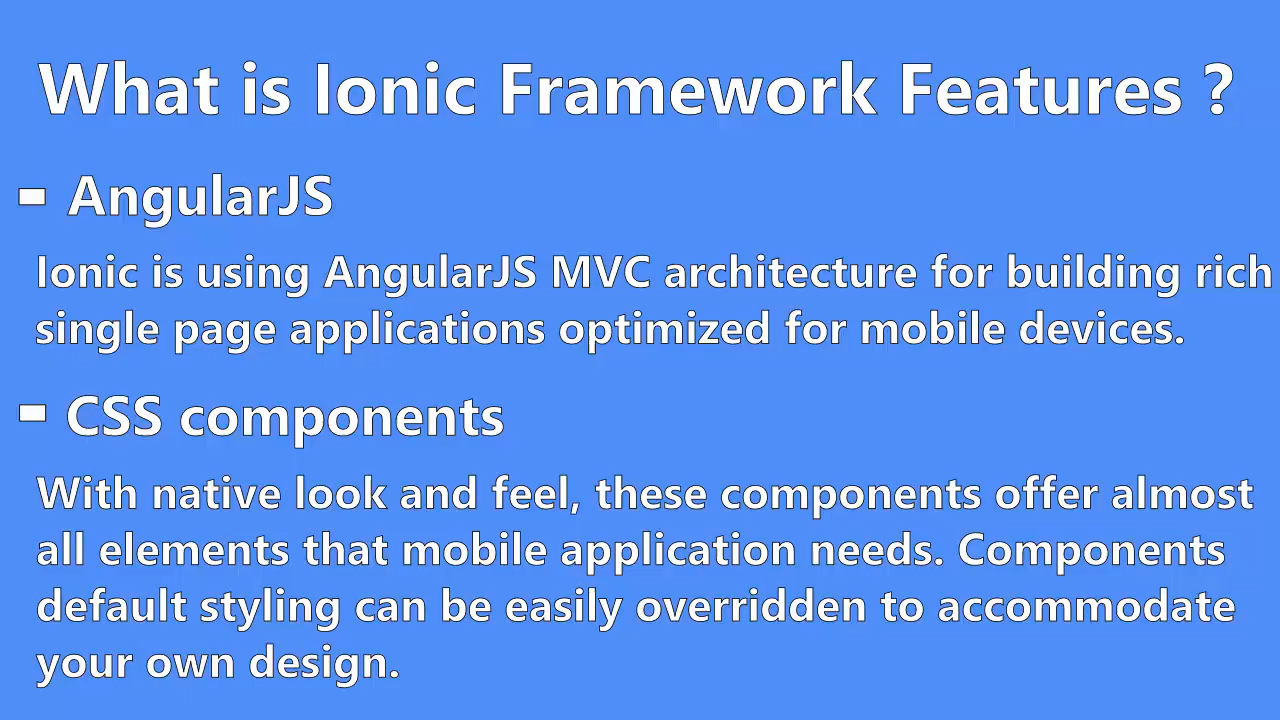 What is Ionic Framework Features ?
- AngularJS
Ionic is using AngularJS MVC architecture for building rich
single page applications optimized for mobile devices.
- CSS components
With native look and feel, these components offer almost
all elements that mobile application needs. Components
default styling can be easily overridden to accommodate
your own design.